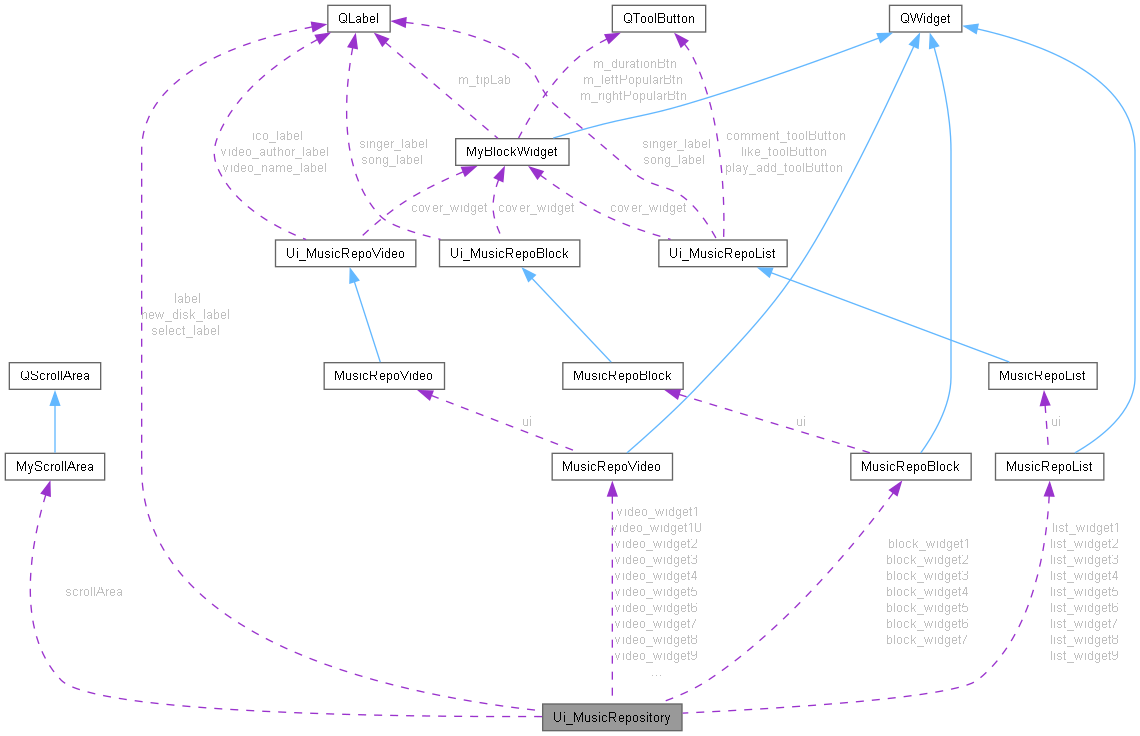 QLabel
QToolButton
QWidget
m_tipLab
m_durationBtn
m_leftPopularBtn
m_rightPopularBtn
ico_label
video_author_label
video_name_label
singer_label
song_label
MyBlockWidget
singer_label
song_label
comment_toolButton
like_toolButton
play_add_toolButton
cover_widget
cover_widget
cover_widget
Ui_MusicRepoVideo
Ui_MusicRepoBlock
Ui_MusicRepoList
label
new_disk_label
select_label
QScrollArea
MusicRepoVideo
MusicRepoBlock
MusicRepoList
ui
ui
ui
MyScrollArea
MusicRepoVideo
MusicRepoBlock
MusicRepoList
scrollArea
video_widget1
video_widget10
video_widget2
video_widget3
video_widget4
video_widget5
video_widget6
video_widget7
video_widget8
video_widget9
...
block_widget1
block_widget2
block_widget3
block_widget4
block_widget5
block_widget6
block_widget7
list_widget1
list_widget2
list_widget3
list_widget4
list_widget5
list_widget6
list_widget7
list_widget8
list_widget9
Ui_MusicRepository